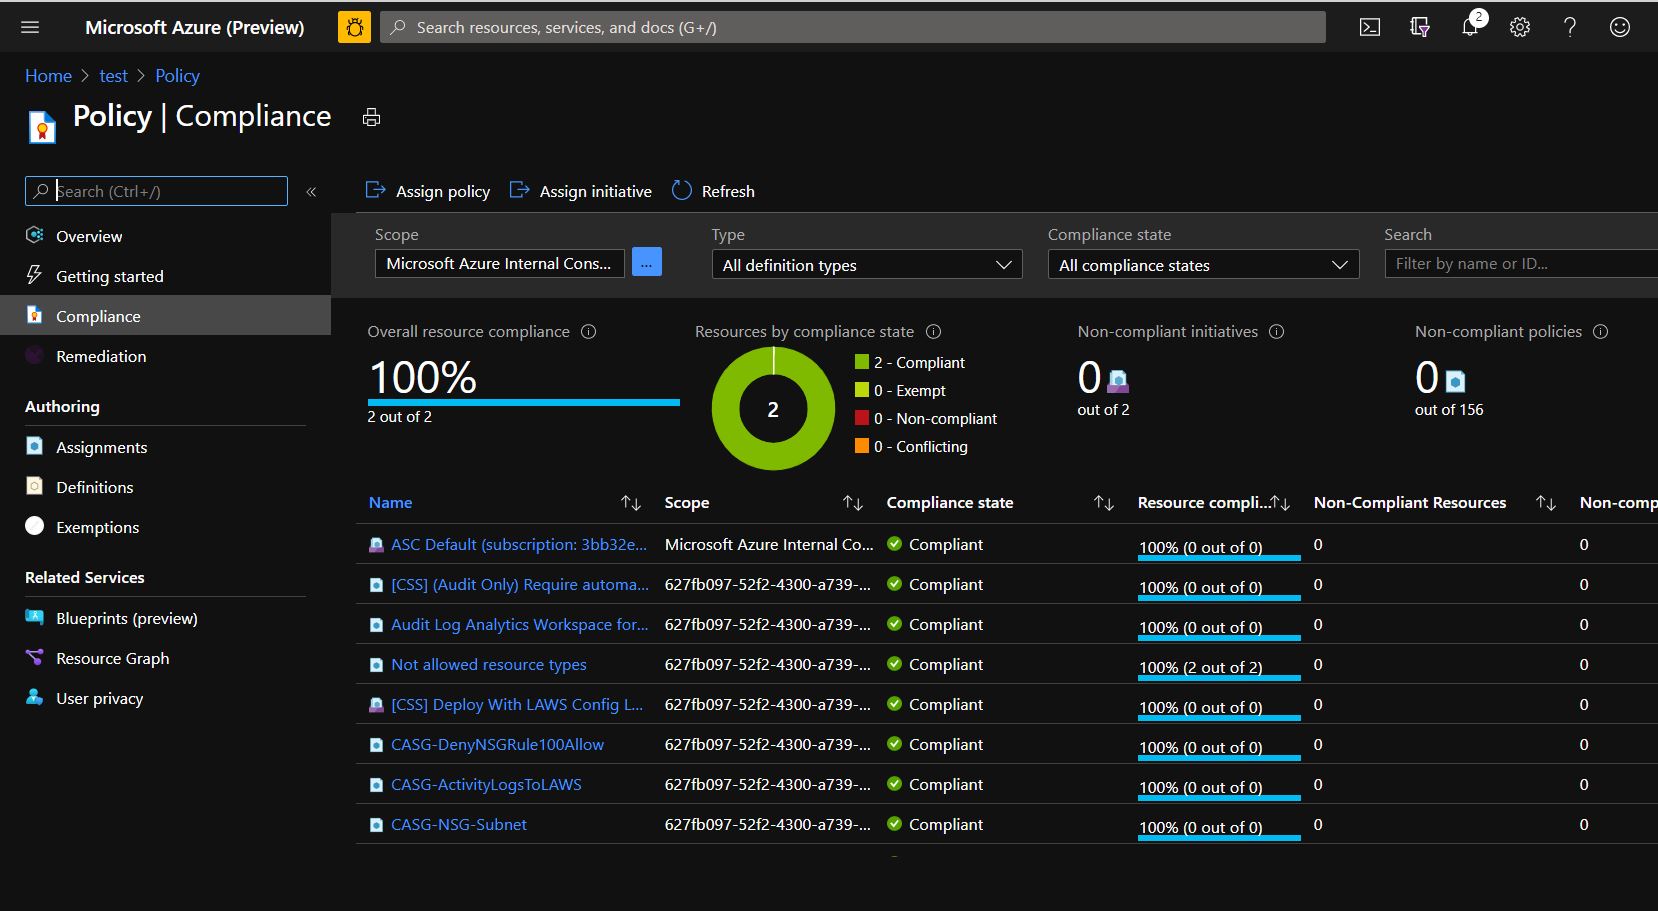 Microsoft Azure (Preview)
Search resources, services, and docs (G+/)
2
Home > test > Policy
Policy | Compliance
Search (Ctrl+/)
«
Overview
Getting started
Compliance
Remediation
Authoring
Assignments
Definitions
Exemptions
Related Services
Blueprints (preview)
Resource Graph
User privacy
Assign policy Assign initiative Refresh
Scope Type Compliance state Search
Microsoft Azure Internal Cons... ... All definition types All compliance states Filter by name or ID...
Overall resource compliance
100%
2 out of 2
Resources by compliance state
2
2 - Compliant
0 - Exempt
0 - Non-compliant
0 - Conflicting
Non-compliant initiatives
0
out of 2
Non-compliant policies
0
out of 156
Name Scope Compliance state Resource compli... Non-Compliant Resources Non-comp
ASC Default (subscription: 3bb32e... Microsoft Azure Internal Co... Compliant 100% (0 out of 0) 0 0
[CSS] (Audit Only) Require automa... 627fb097-52f2-4300-a739-... Compliant 100% (0 out of 0) 0 0
Audit Log Analytics Workspace for... 627fb097-52f2-4300-a739-... Compliant 100% (0 out of 0) 0 0
Not allowed resource types 627fb097-52f2-4300-a739-... Compliant 100% (2 out of 2) 0 0
[CSS] Deploy With LAWS Config L... 627fb097-52f2-4300-a739-... Compliant 100% (0 out of 0) 0 0
CASG-DenyNSGRule100Allow 627fb097-52f2-4300-a739-... Compliant 100% (0 out of 0) 0 0
CASG-ActivityLogsToLAWS 627fb097-52f2-4300-a739-... Compliant 100% (0 out of 0) 0 0
CASG-NSG-Subnet 627fb097-52f2-4300-a739-... Compliant 100% (0 out of 0) 0 0